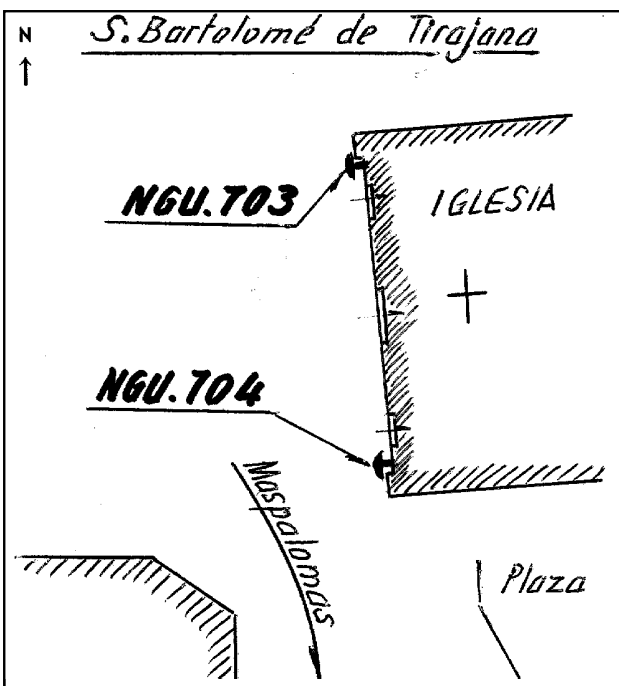 N
S. Bartolomé de Tirajana
NGU.703
IGLESIA
NGU.704
Maspalomas
Plaza